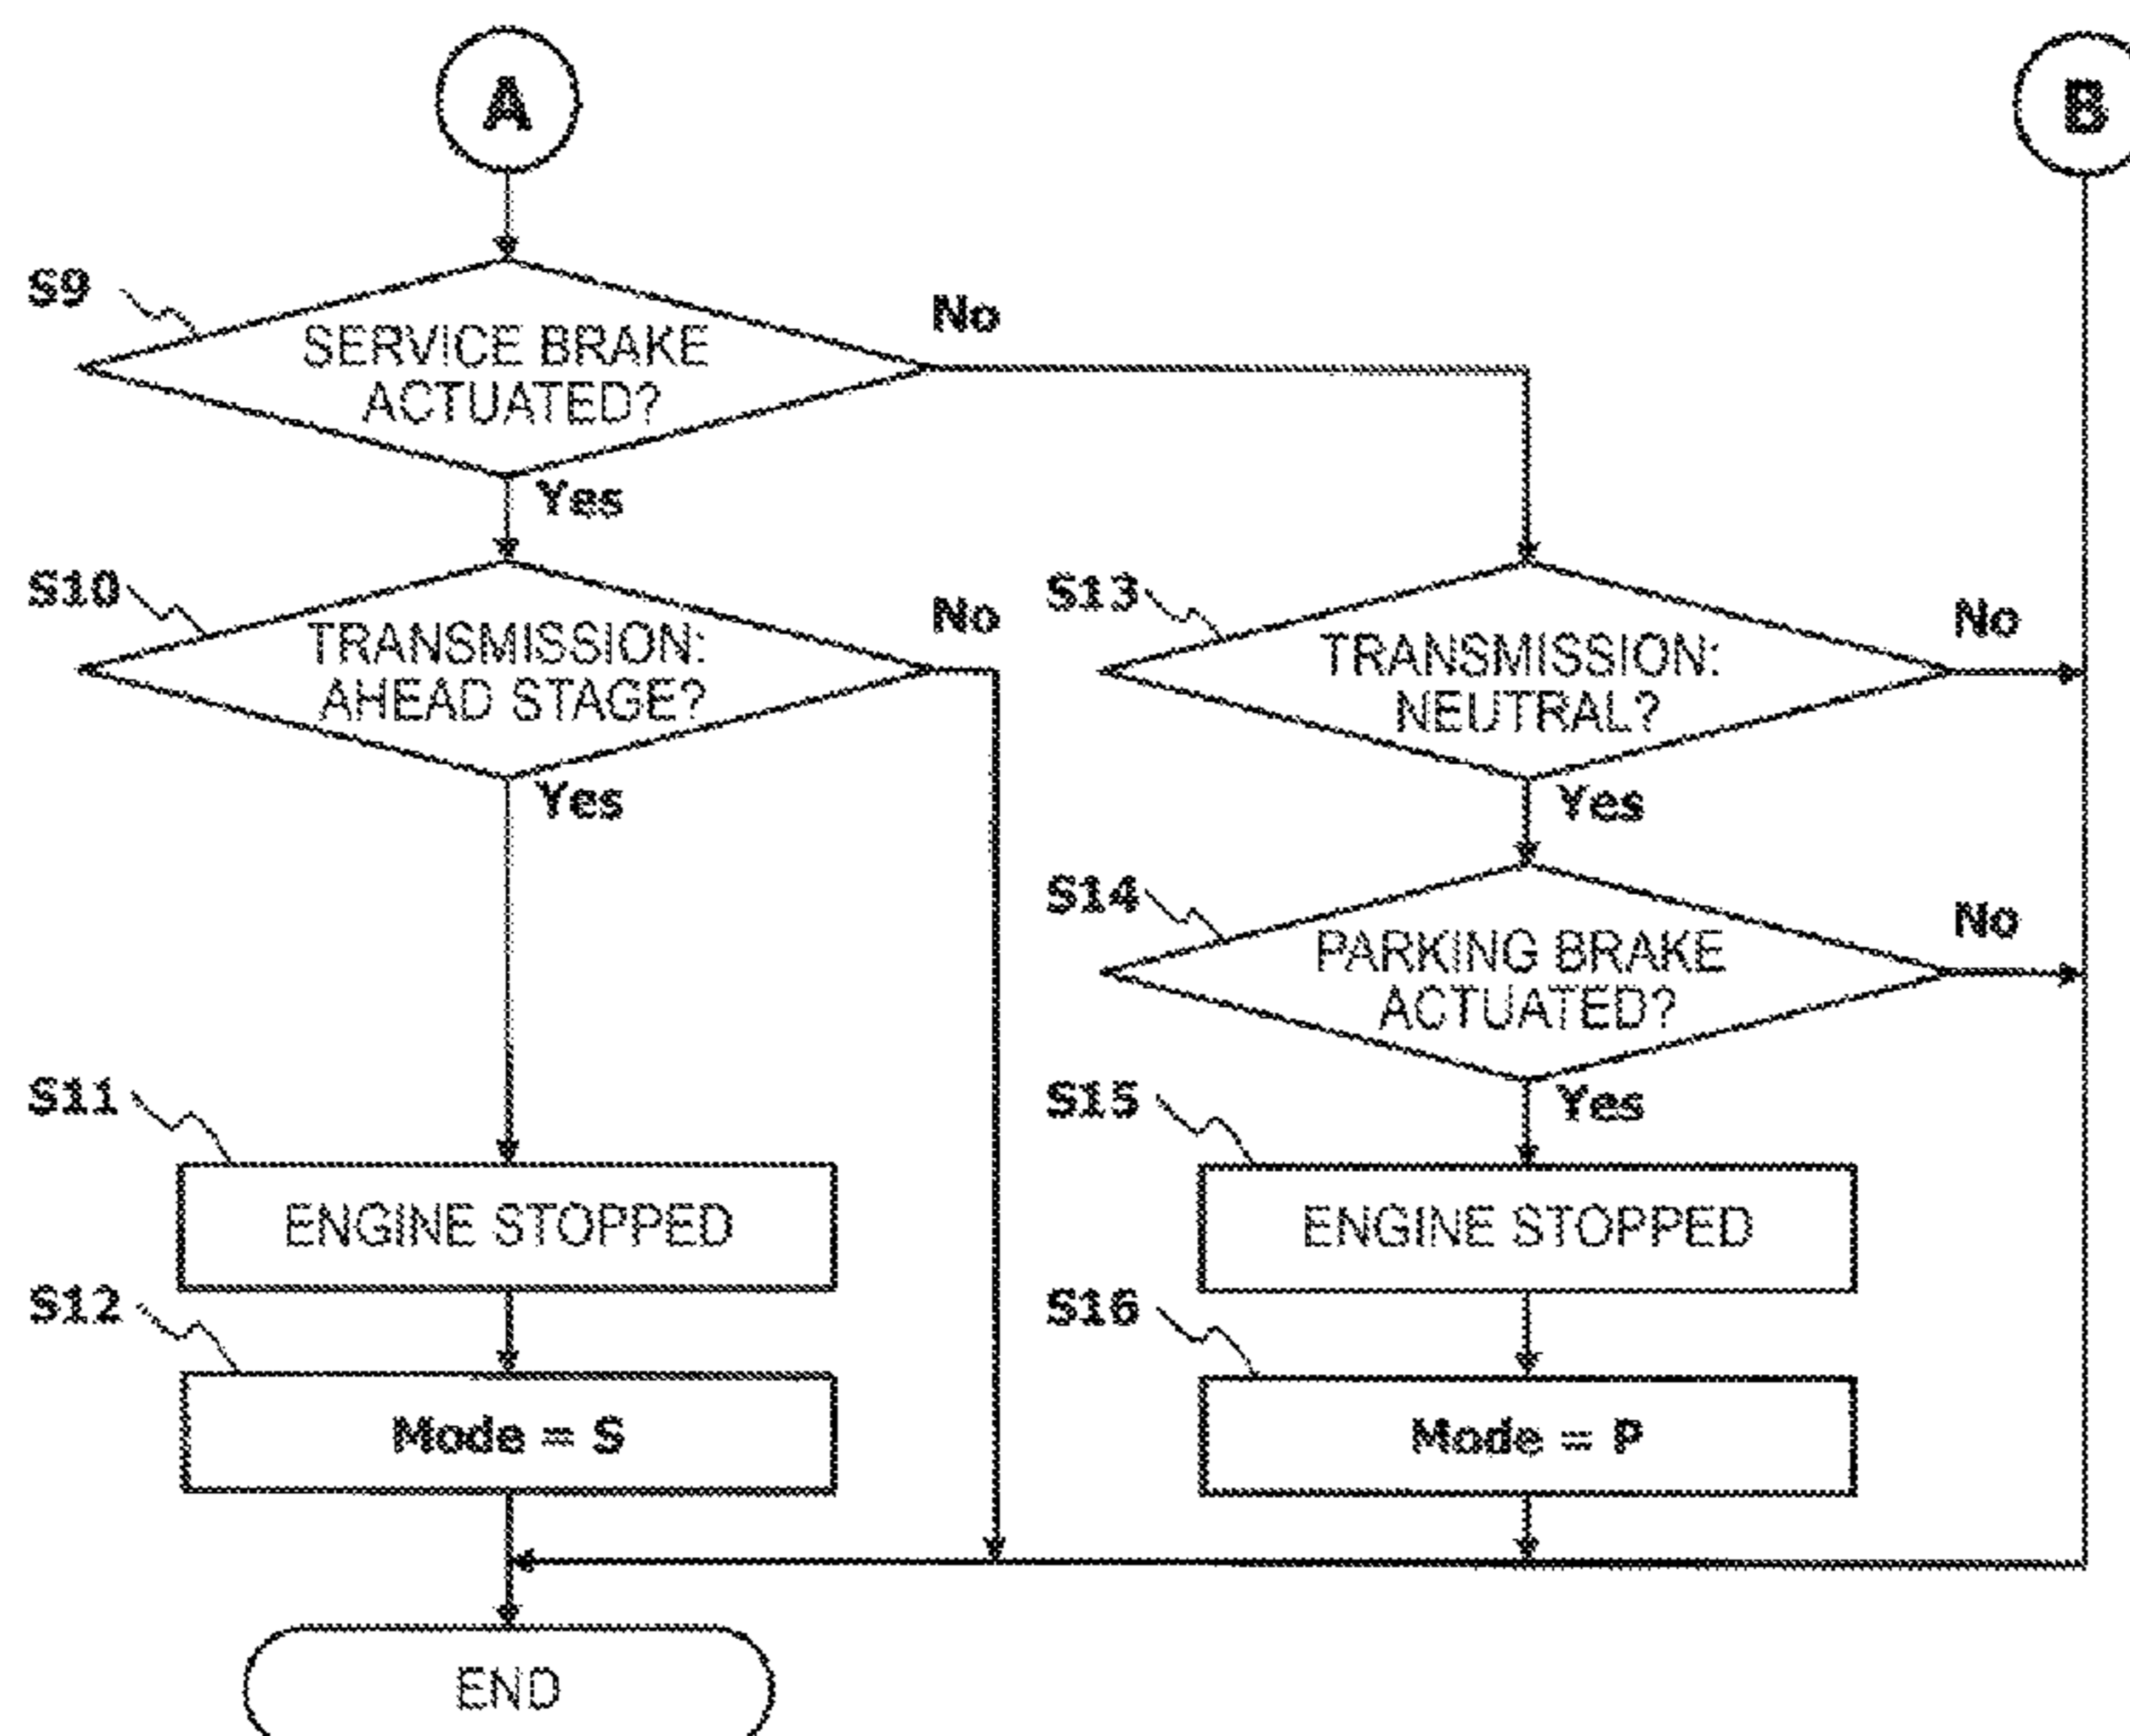 A
B
S9
SERVICE BRAKE
ACTUATED?
No
Yes
S10
TRANSMISSION:
AHEAD STAGE?
No
Yes
S13
TRANSMISSION:
NEUTRAL?
No
Yes
S14
PARKING BRAKE
ACTUATED?
No
Yes
S11
ENGINE STOPPED
S12
Mode = S
S15
ENGINE STOPPED
S16
Mode = P
END